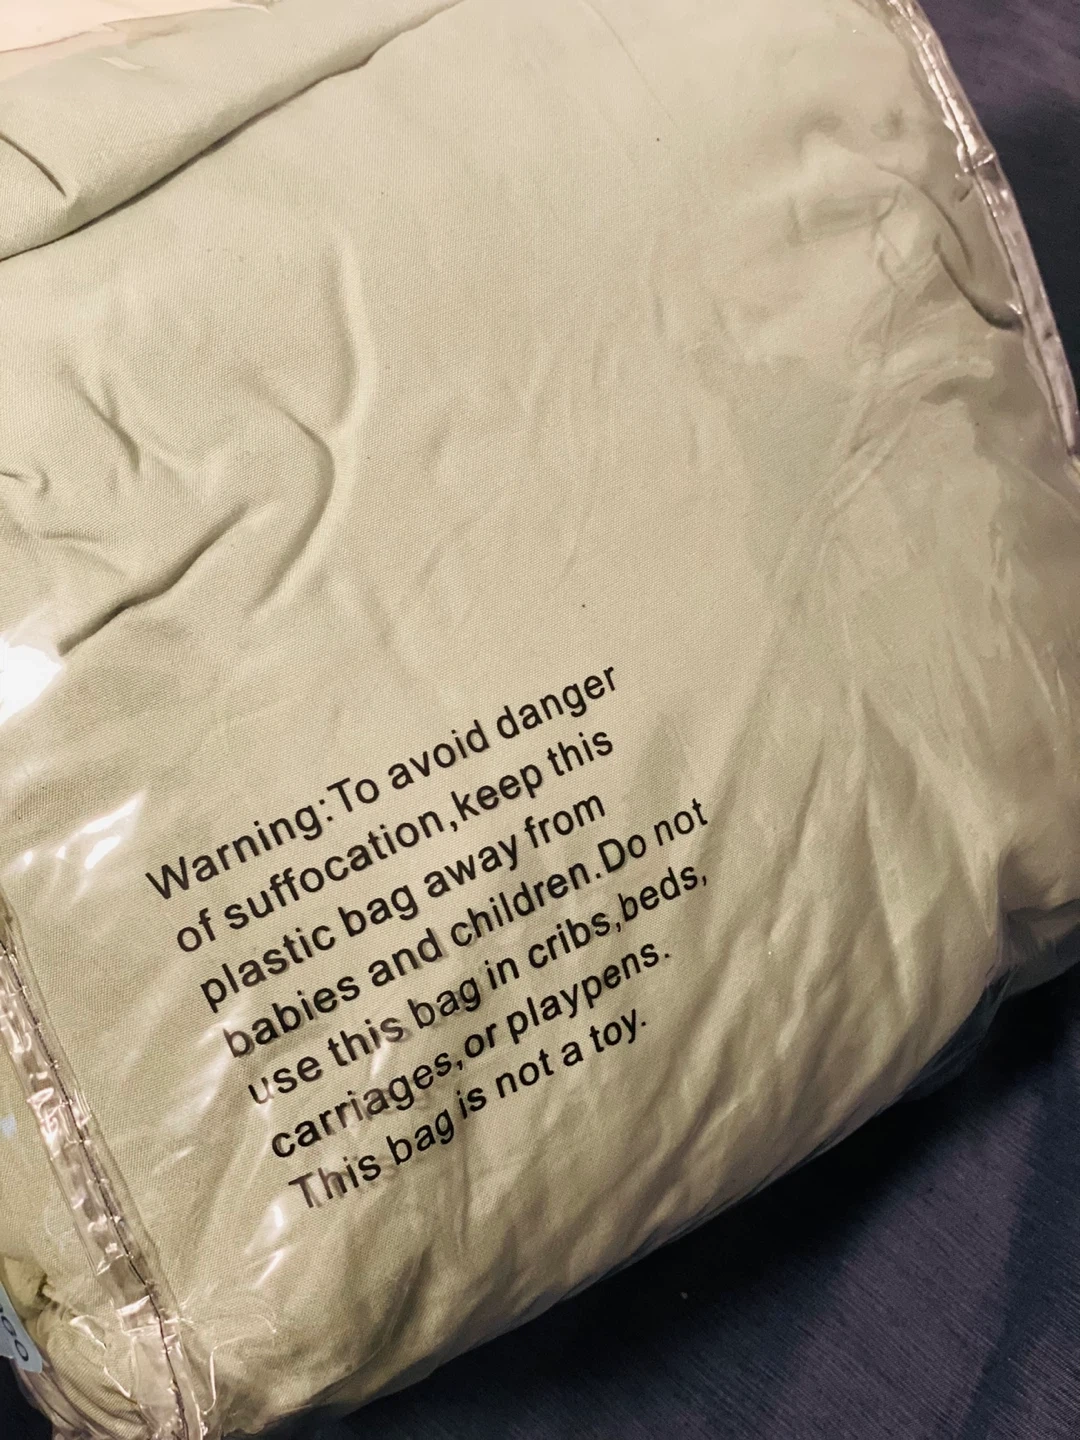 Warning:To avoid danger
of suffocation,keep this
plastic bag away from
babies and children.Do not
use this bag in cribs,beds,
carriages,or playpens.
This bag is not a toy.